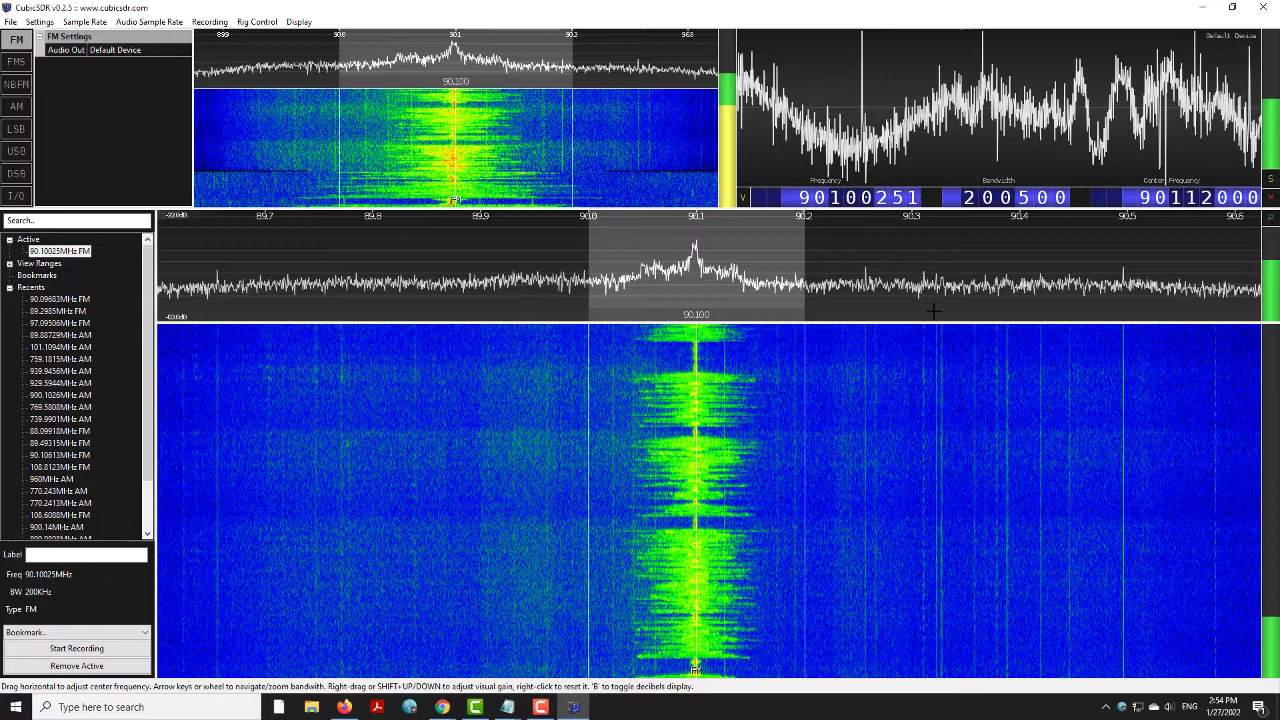 CubicSDR v0.2.5 :: www.cubicsdr.com
File Settings Sample Rate Audio Sample Rate Recording Rig Control Display
FM
FMS
NBFM
AM
LSB
USB
DSB
I/Q
FM Settings
Audio Out Default Device
899 900 901 902
90.100
Default Device
Frequency Bandwidth Center Frequency
V 90100251 200500 90112000
S
M
P
Search..
Active
90.10025MHz FM
View Ranges
Bookmarks
Recents
90.09683MHz FM
89.2985MHz FM
97.09506MHz FM
89.88729MHz AM
101.1094MHz AM
759.1815MHz AM
939.9456MHz AM
929.5944MHz AM
900.1026MHz AM
769.5808MHz AM
739.9901MHz AM
88.09918MHz FM
89.49315MHz FM
90.10613MHz FM
108.8123MHz FM
960MHz AM
770.243MHz AM
770.2413MHz AM
108.6088MHz FM
900.14MHz AM
89.7 89.8 89.9 90.0 90.1 90.2 90.3 90.4 90.5 90.6
90.100
Label
Freq 90.10025MHz
BW 200KHz
Type FM
Bookmark..
Start Recording
Remove Active
Drag horizontal to adjust center frequency. Arrow keys or wheel to navigate/zoom bandwith. Right-drag or SHIFT+UP/DOWN to adjust visual gain, right-click to reset it. 'B' to toggle decibels display.
Type here to search
ENG
2:54 PM
1/27/2022